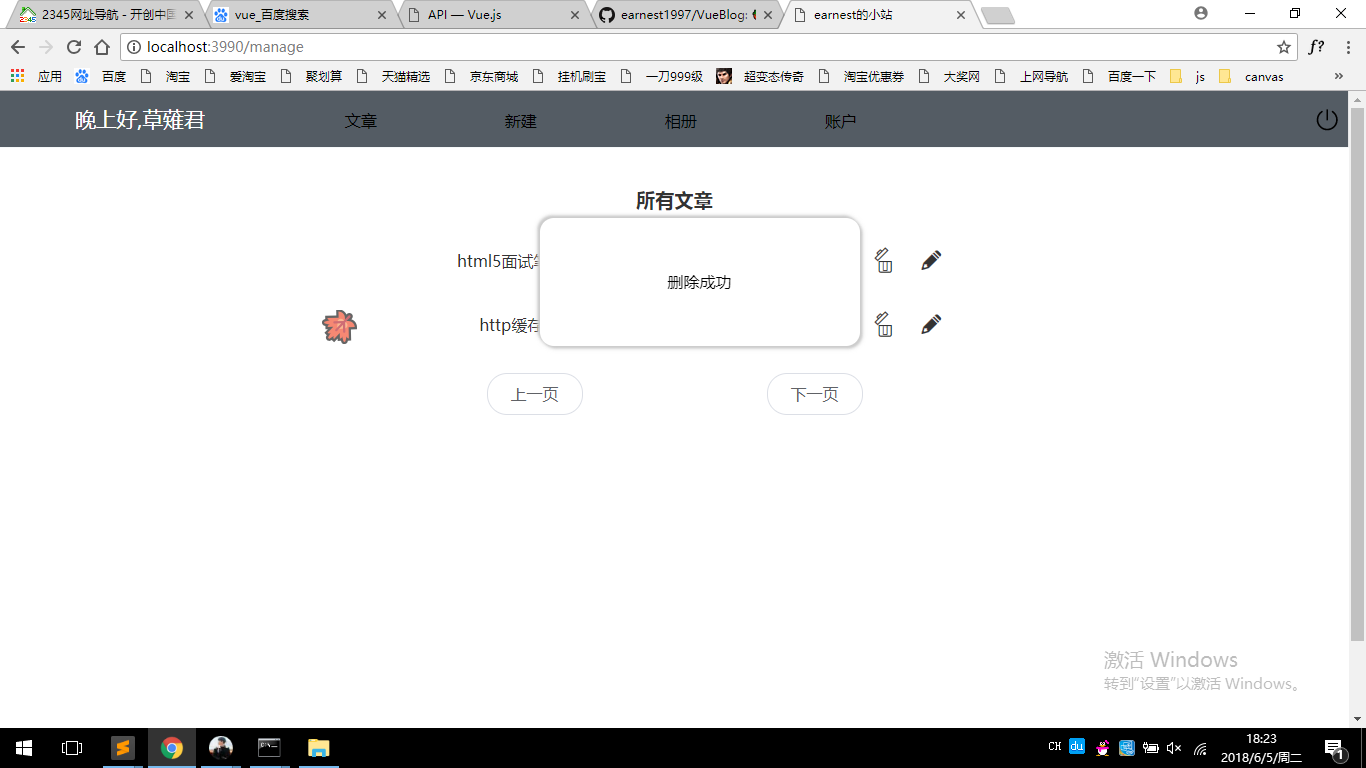 2345网址导航 - 开创中国
vue_百度搜索
API — Vue.js
earnest1997/VueBlog:
earnest的小站
localhost:3990/manage
f?
应用 百度 淘宝 爱淘宝 聚划算 天猫精选 京东商城 挂机刷宝 一刀999级 超变态传奇 淘宝优惠券 大奖网 上网导航 百度一下 js canvas »
晚上好,草薙君 文章 新建 相册 账户
所有文章
html5面试
删除成功
http缓存
上一页 下一页
激活 Windows
转到"设置"以激活 Windows。
CH du
18:23
2018/6/5/周二
1